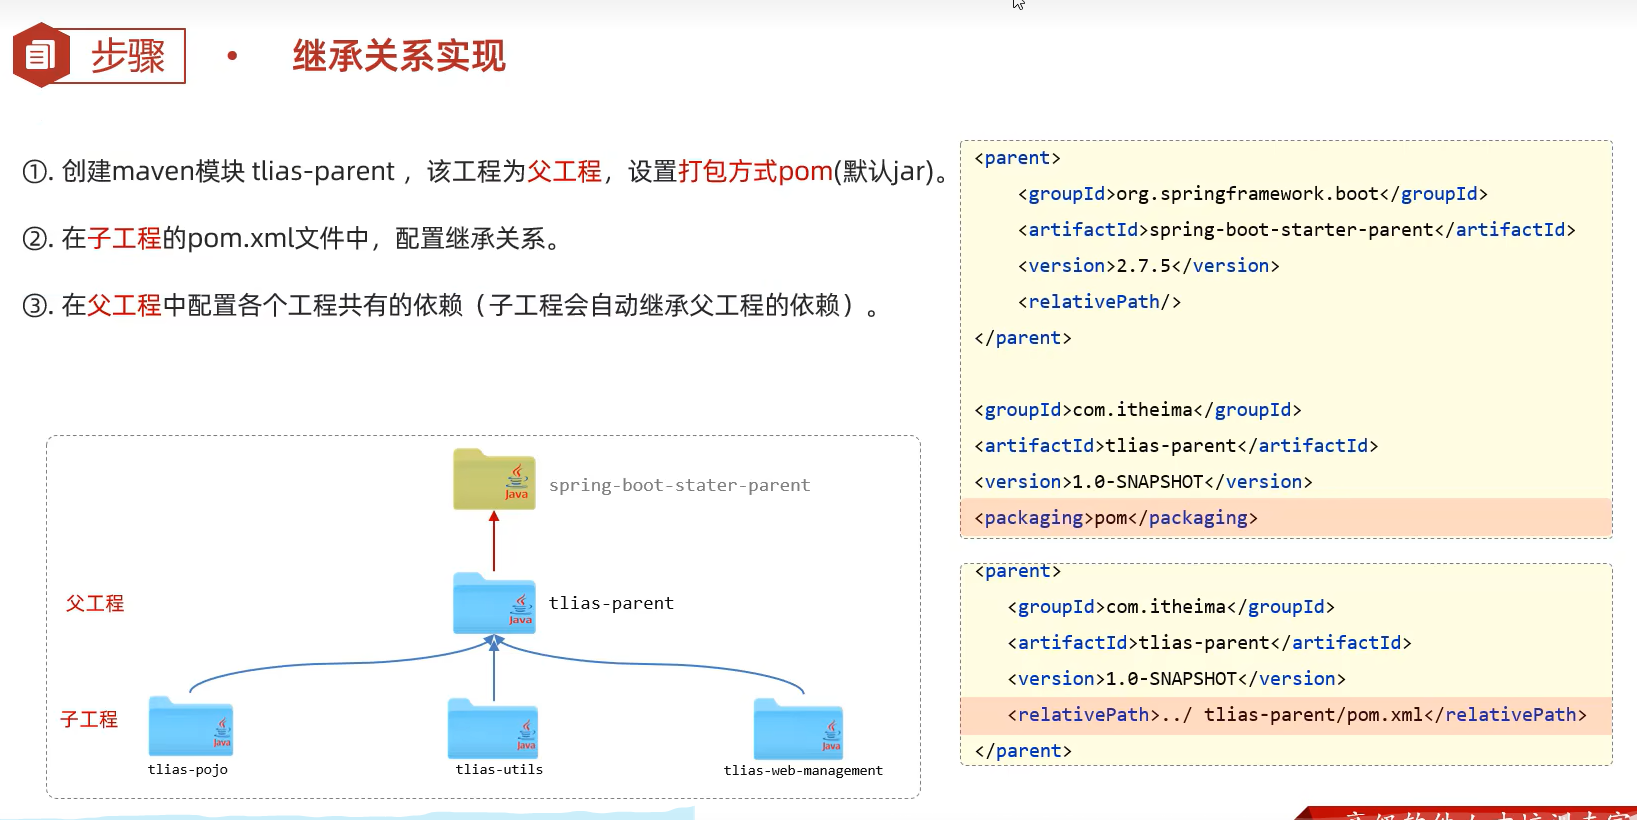 步骤 · 继承关系实现
①. 创建maven模块 tlias-parent ，该工程为父工程，设置打包方式pom(默认jar)。
②. 在子工程的pom.xml文件中，配置继承关系。
③. 在父工程中配置各个工程共有的依赖（子工程会自动继承父工程的依赖）。
<parent>
<groupId>org.springframework.boot</groupId>
<artifactId>spring-boot-starter-parent</artifactId>
<version>2.7.5</version>
<relativePath/>
</parent>
<groupId>com.itheima</groupId>
<artifactId>tlias-parent</artifactId>
<version>1.0-SNAPSHOT</version>
<packaging>pom</packaging>
<parent>
<groupId>com.itheima</groupId>
<artifactId>tlias-parent</artifactId>
<version>1.0-SNAPSHOT</version>
<relativePath>../ tlias-parent/pom.xml</relativePath>
</parent>
Java
spring-boot-stater-parent
父工程
Java
tlias-parent
子工程
Java
Java
Java
tlias-pojo
tlias-utils
tlias-web-management